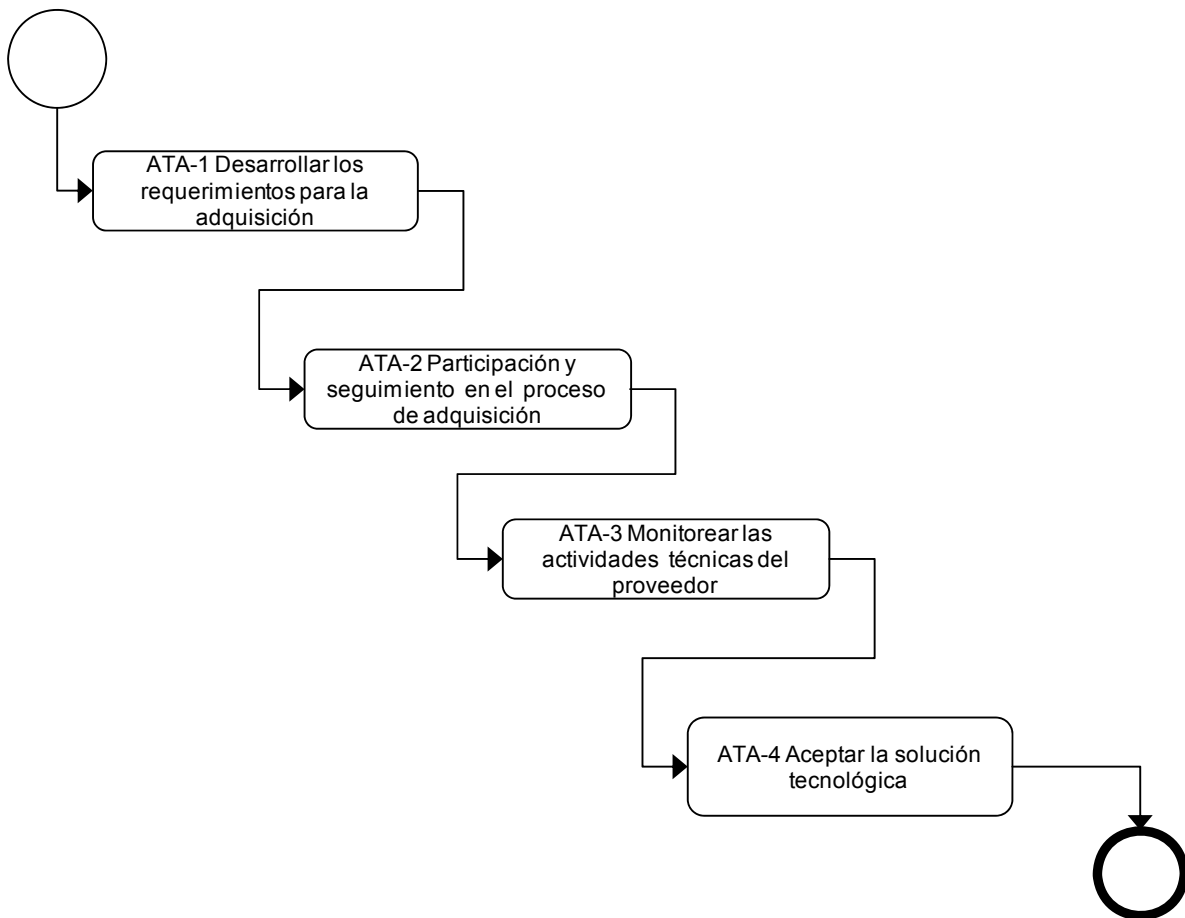 ATA-1 Desarrollar los
requerimientos para la
adquisición
ATA-2 Participación y
seguimiento en el proceso
de adquisición
ATA-3 Monitorear las
actividades técnicas del
proveedor
ATA-4 Aceptar la solución
tecnológica